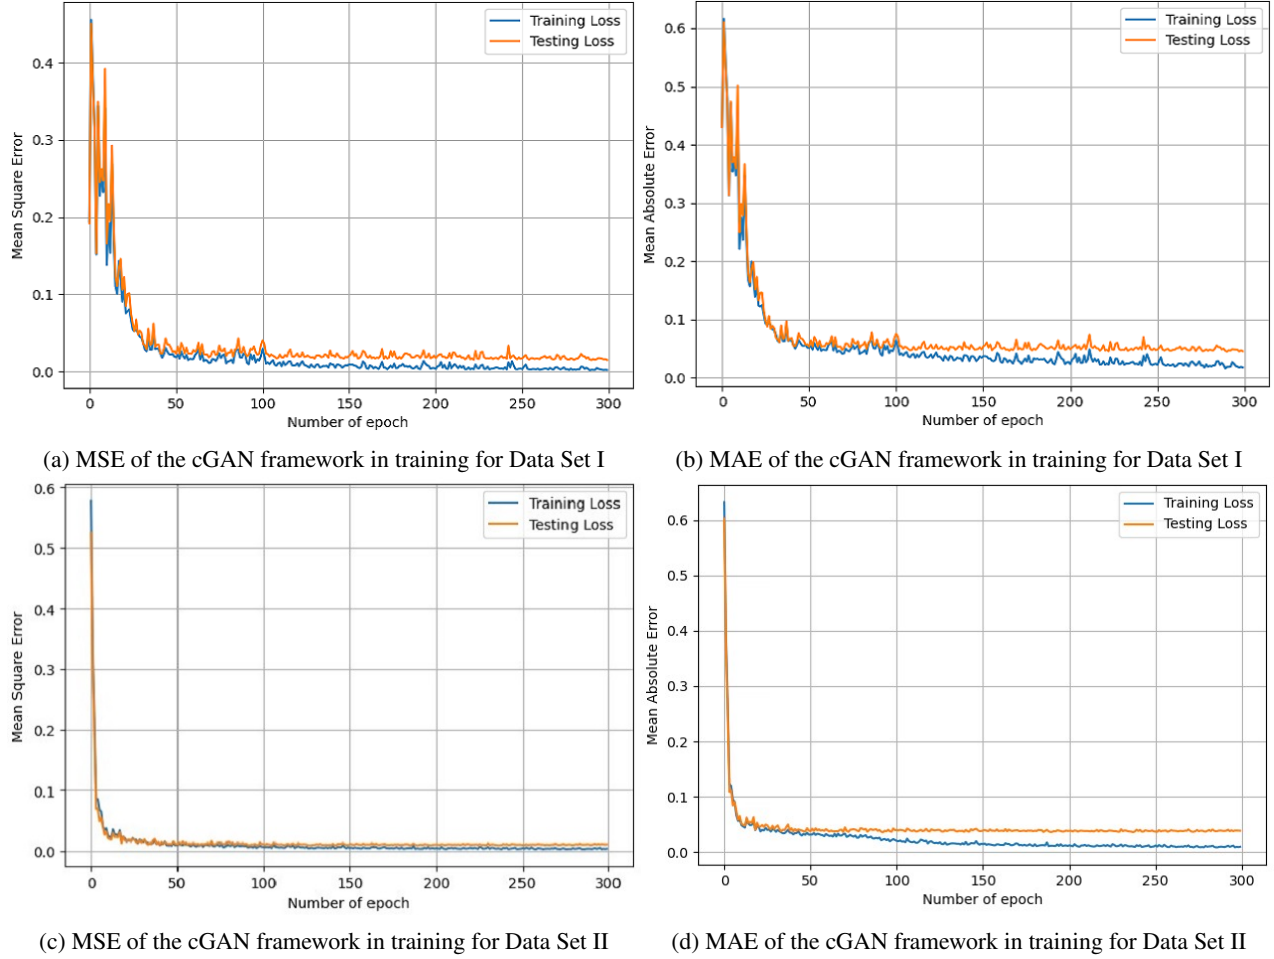 Training Loss
Testing Loss
0.4
0.3
0.2
0.1
0.0
Mean Square Error
0 50 100 150 200 250 300
Number of epoch
(a) MSE of the cGAN framework in training for Data Set I
Training Loss
Testing Loss
0.6
0.5
0.4
0.3
0.2
0.1
0.0
Mean Absolute Error
0 50 100 150 200 250 300
Number of epoch
(b) MAE of the cGAN framework in training for Data Set I
Training Loss
Testing Loss
0.6
0.5
0.4
0.3
0.2
0.1
0.0
Mean Square Error
0 50 100 150 200 250 300
Number of epoch
(c) MSE of the cGAN framework in training for Data Set II
Training Loss
Testing Loss
0.6
0.5
0.4
0.3
0.2
0.1
0.0
Mean Absolute Error
0 50 100 150 200 250 300
Number of epoch
(d) MAE of the cGAN framework in training for Data Set II